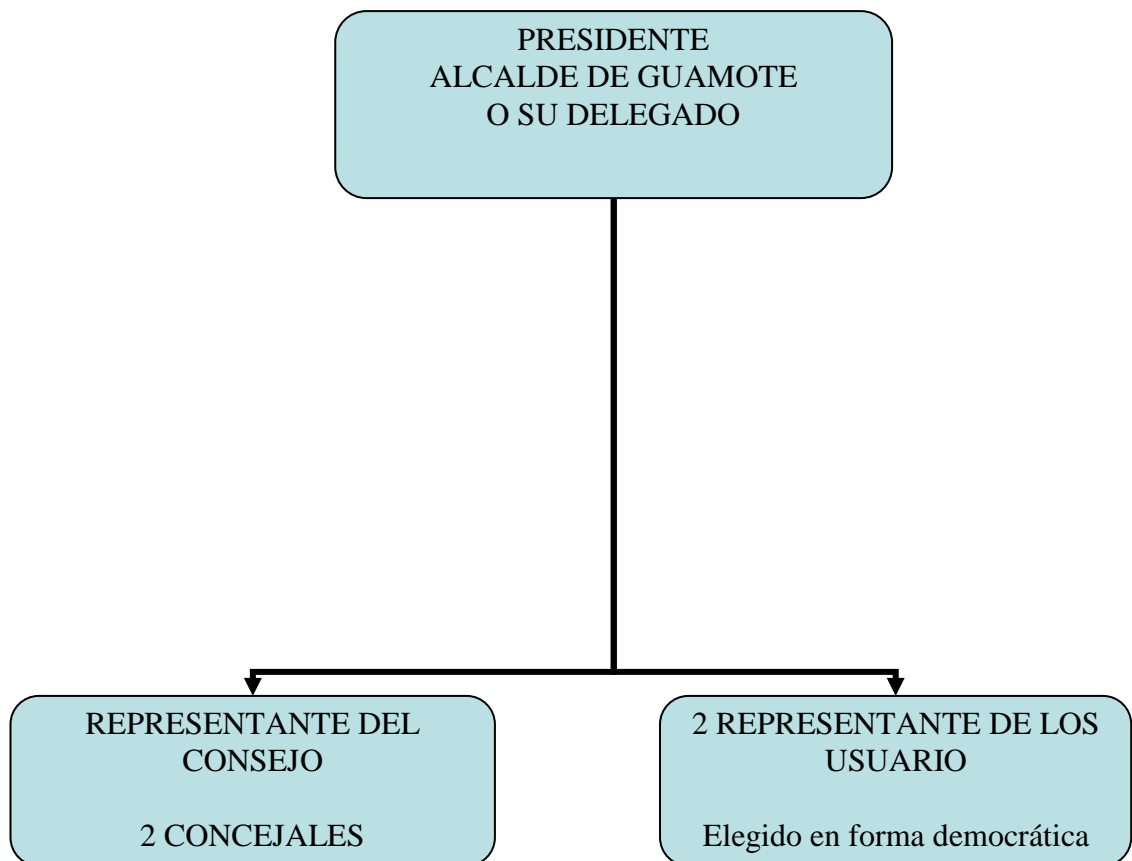 PRESIDENTE
ALCALDE DE GUAMOTE
O SU DELEGADO
REPRESENTANTE DEL
CONSEJO
2 CONCEJALES
2 REPRESENTANTE DE LOS
USUARIO
Elegido en forma democrática